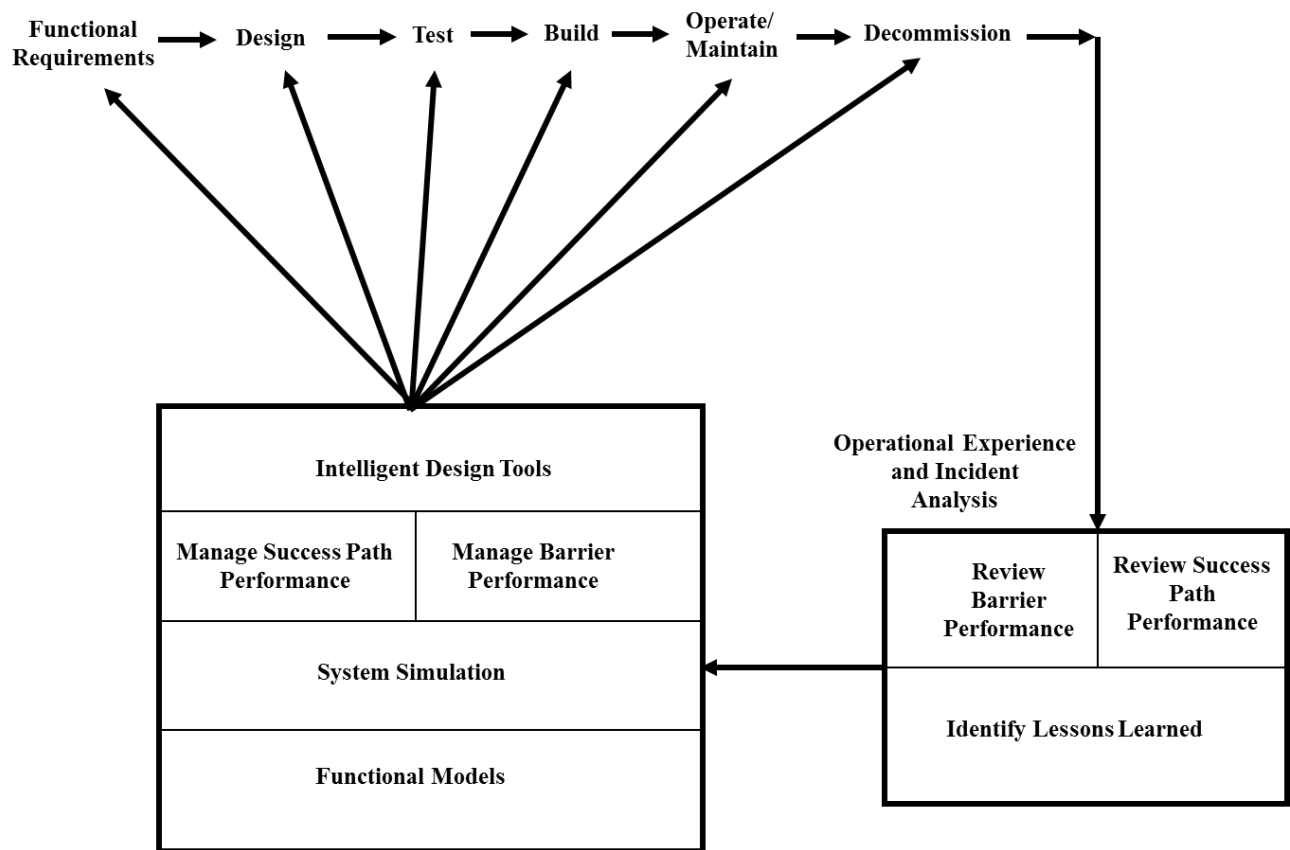 Functional
Requirements
Design
Test
Build
Operate/
Maintain
Decommission
Intelligent Design Tools
Manage Success Path
Performance
Manage Barrier
Performance
System Simulation
Functional Models
Operational Experience
and Incident
Analysis
Review
Barrier
Performance
Review Success
Path
Performance
Identify Lessons Learned